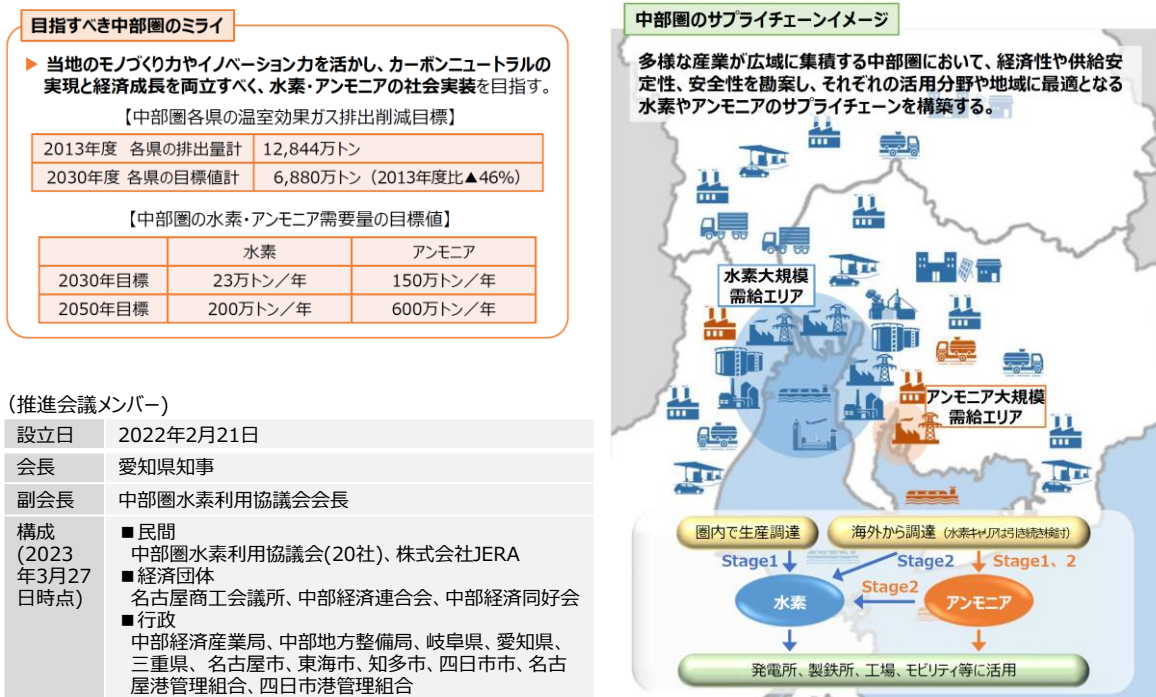 目指すべき中部圏のミライ
▶ 当地のモノづくり力やイノベーション力を活かし、カーボンニュートラルの
実現と経済成長を両立すべく、水素・アンモニアの社会実装を目指す。
【中部圏各県の温室効果ガス排出削減目標】
2013年度 各県の排出量計 12,844万トン
2030年度 各県の目標値計 6,880万トン（2013年度比▲46%）
【中部圏の水素・アンモニア需要量の目標値】
水素 アンモニア
2030年目標 23万トン／年 150万トン／年
2050年目標 200万トン／年 600万トン／年
（推進会議メンバー）
設立日 2022年2月21日
会長 愛知県知事
副会長 中部圏水素利用協議会会長
構成
(2023
年3月27
日時点)
■民間
中部圏水素利用協議会(20社)、株式会社JERA
■経済団体
名古屋商工会議所、中部経済連合会、中部経済同好会
■行政
中部経済産業局、中部地方整備局、岐阜県、愛知県、
三重県、名古屋市、東海市、知多市、四日市市、名古
屋港管理組合、四日市港管理組合
中部圏のサプライチェーンイメージ
多様な産業が広域に集積する中部圏において、経済性や供給安
定性、安全性を勘案し、それぞれの活用分野や地域に最適となる
水素やアンモニアのサプライチェーンを構築する。
水素大規模
需給エリア
アンモニア大規模
需給エリア
圏内で生産調達
海外から調達（水素キャリアは引き続き検討）
Stage1
Stage2
Stage1、2
Stage2
水素
アンモニア
発電所、製鉄所、工場、モビリティ等に活用